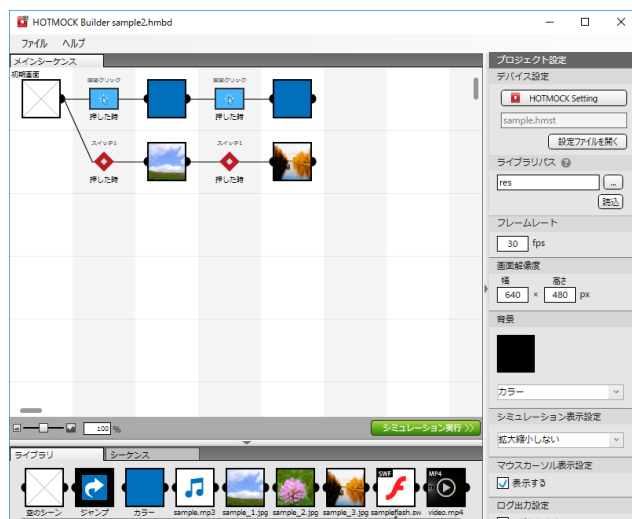 HOTMOCK Builder sample2.hmbd
ファイル ヘルプ
メインシーケンス
初期画面
画面クリック
押した時
画面クリック
押した時
スイッチ1
押した時
スイッチ1
押した時
100 %
シミュレーション実行
ライブラリ シーケンス
空のシーン ジャンプ カラー sample.mp3 sample_1.jpg sample_2.jpg sample_3.jpg sampleflash.sw video.mp4
SWF
MP4
プロジェクト設定
デバイス設定
HOTMOCK Setting
sample.hmst
設定ファイルを開く
ライブラリパス ?
res ...
読込
フレームレート
30 fps
画面解像度
幅 高さ
640 × 480 px
背景
カラー
シミュレーション表示設定
拡大縮小しない
マウスカーソル表示設定
表示する
ログ出力設定